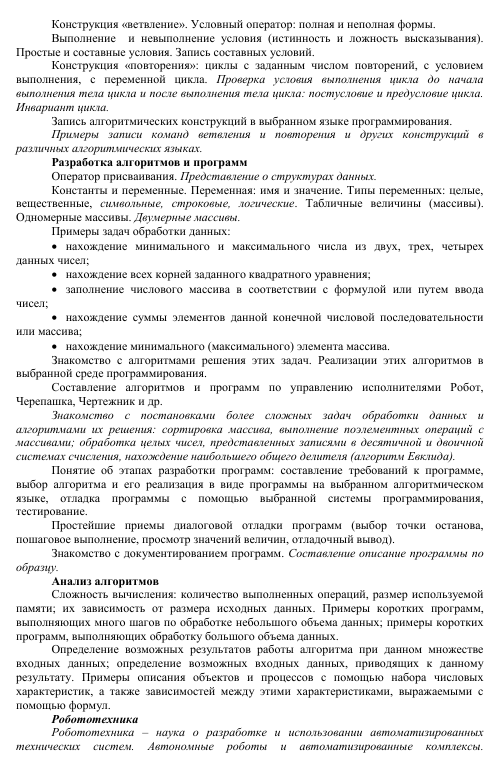 Конструкция «ветвление». Условный оператор: полная и неполная формы.
Выполнение и невыполнение условия (истинность и ложность высказывания).
Простые и составные условия. Запись составных условий.
Конструкция «повторения»: циклы с заданным числом повторений, с условием
выполнения, с переменной цикла. Проверка условия выполнения цикла до начала
выполнения тела цикла и после выполнения тела цикла: постусловие и предусловие цикла.
Инвариант цикла.
Запись алгоритмических конструкций в выбранном языке программирования.
Примеры записи команд ветвления и повторения и других конструкций в
различных алгоритмических языках.
Разработка алгоритмов и программ
Оператор присваивания. Представление о структурах данных.
Константы и переменные. Переменная: имя и значение. Типы переменных: целые,
вещественные, символьные, строковые, логические. Табличные величины (массивы).
Одномерные массивы. Двумерные массивы.
Примеры задач обработки данных:
• нахождение минимального и максимального числа из двух, трех, четырех
данных чисел;
• нахождение всех корней заданного квадратного уравнения;
• заполнение числового массива в соответствии с формулой или путем ввода
чисел;
• нахождение суммы элементов данной конечной числовой последовательности
или массива;
• нахождение минимального (максимального) элемента массива.
Знакомство с алгоритмами решения этих задач. Реализации этих алгоритмов в
выбранной среде программирования.
Составление алгоритмов и программ по управлению исполнителями Робот,
Черепашка, Чертежник и др.
Знакомство с постановками более сложных задач обработки данных и
алгоритмами их решения: сортировка массива, выполнение поэлементных операций с
массивами; обработка целых чисел, представленных записями в десятичной и двоичной
системах счисления, нахождение наибольшего общего делителя (алгоритм Евклида).
Понятие об этапах разработки программ: составление требований к программе,
выбор алгоритма и его реализация в виде программы на выбранном алгоритмическом
языке, отладка программы с помощью выбранной системы программирования,
тестирование.
Простейшие приемы диалоговой отладки программ (выбор точки останова,
пошаговое выполнение, просмотр значений величин, отладочный вывод).
Знакомство с документированием программ. Составление описание программы по
образцу.
Анализ алгоритмов
Сложность вычисления: количество выполненных операций, размер используемой
памяти; их зависимость от размера исходных данных. Примеры коротких программ,
выполняющих много шагов по обработке небольшого объема данных; примеры коротких
программ, выполняющих обработку большого объема данных.
Определение возможных результатов работы алгоритма при данном множестве
входных данных; определение возможных входных данных, приводящих к данному
результату. Примеры описания объектов и процессов с помощью набора числовых
характеристик, а также зависимостей между этими характеристиками, выражаемыми с
помощью формул.
Робототехника
Робототехника – наука о разработке и использовании автоматизированных
технических систем. Автономные роботы и автоматизированные комплексы.